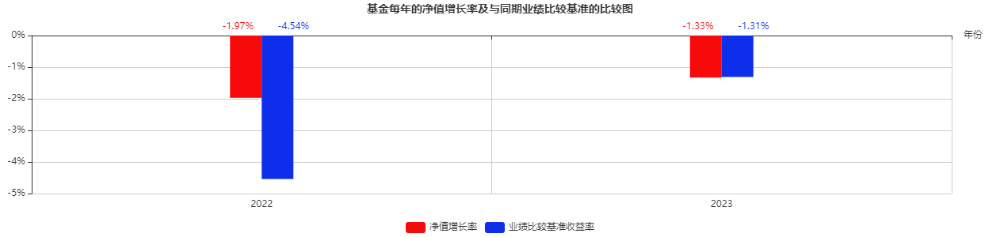 基金每年的净值增长率及与同期业绩比较基准的比较图
-1.97% -4.54% -1.33% -1.31%
0% 年份
-1%
-2%
-3%
-4%
-5%
2022 2023
净值增长率 业绩比较基准收益率